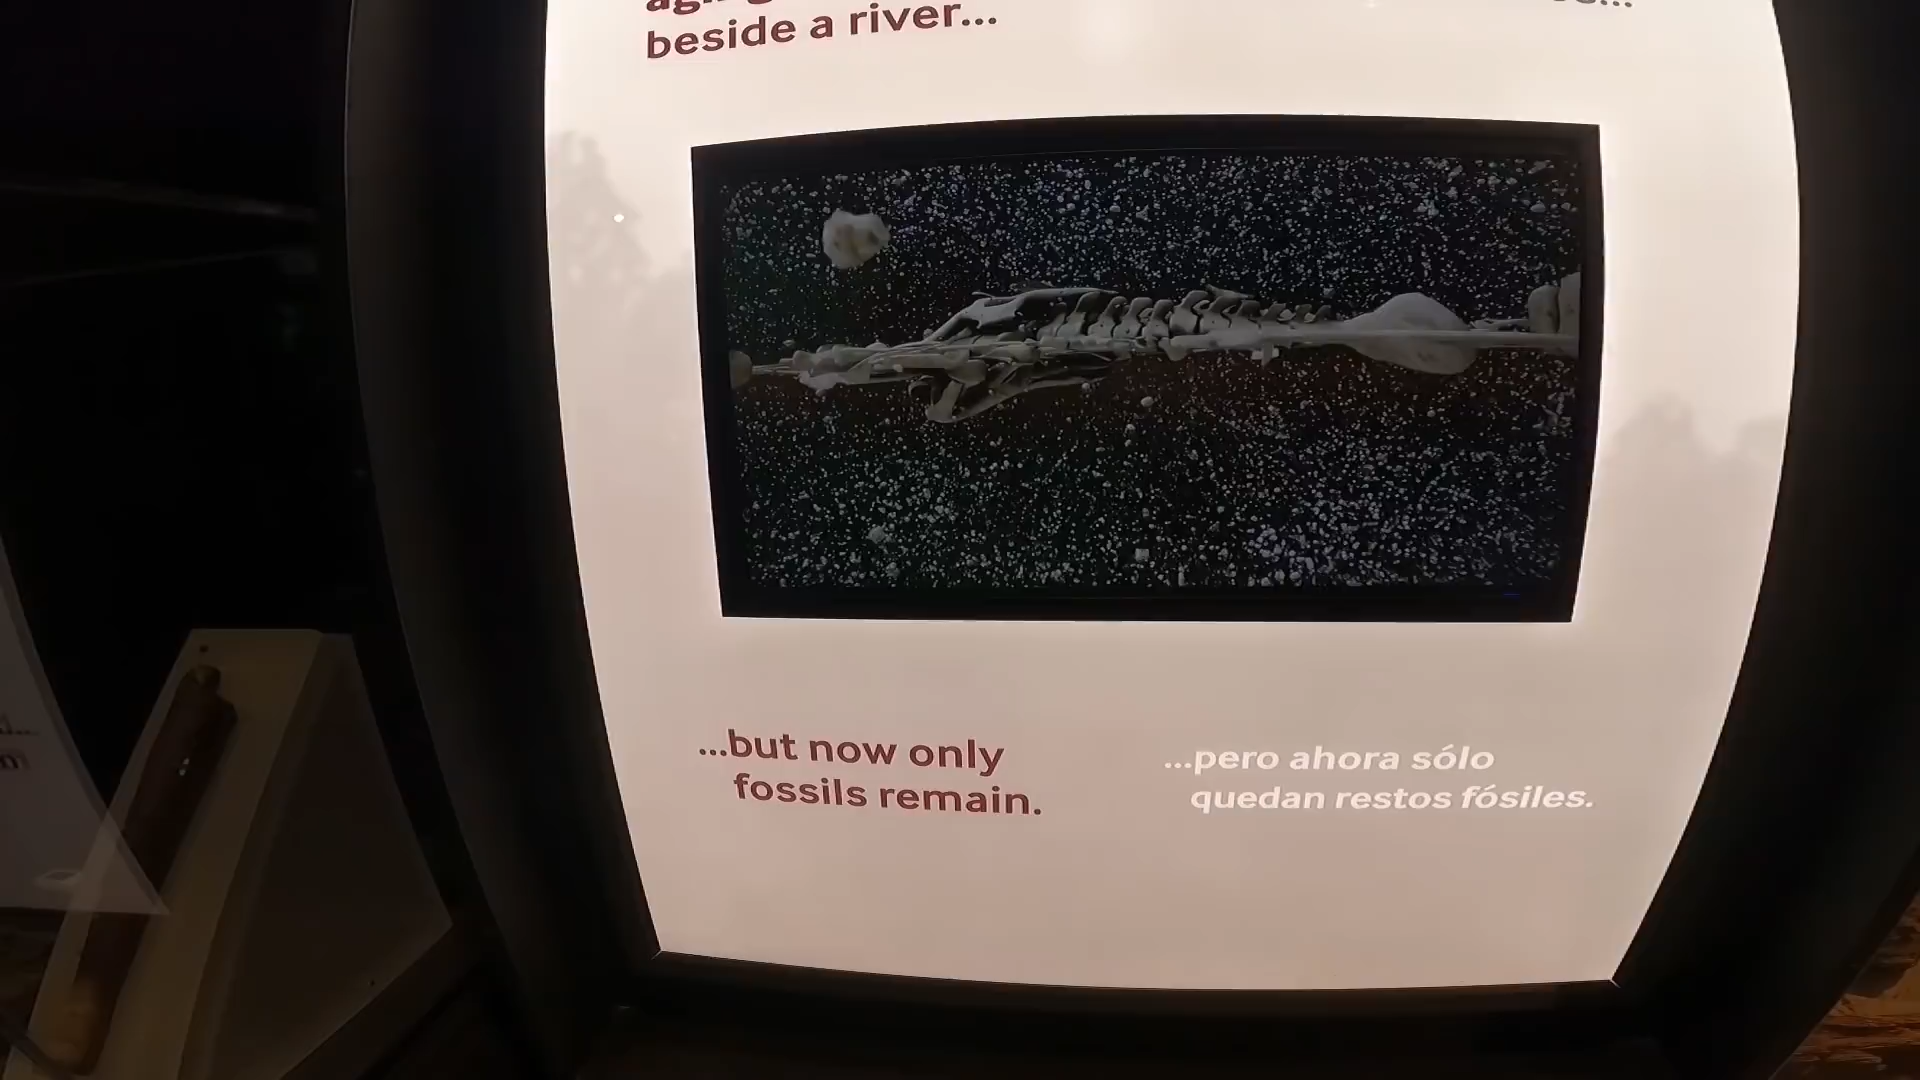 beside a river...
...but now only
fossils remain.
...pero ahora sólo
quedan restos fósiles.